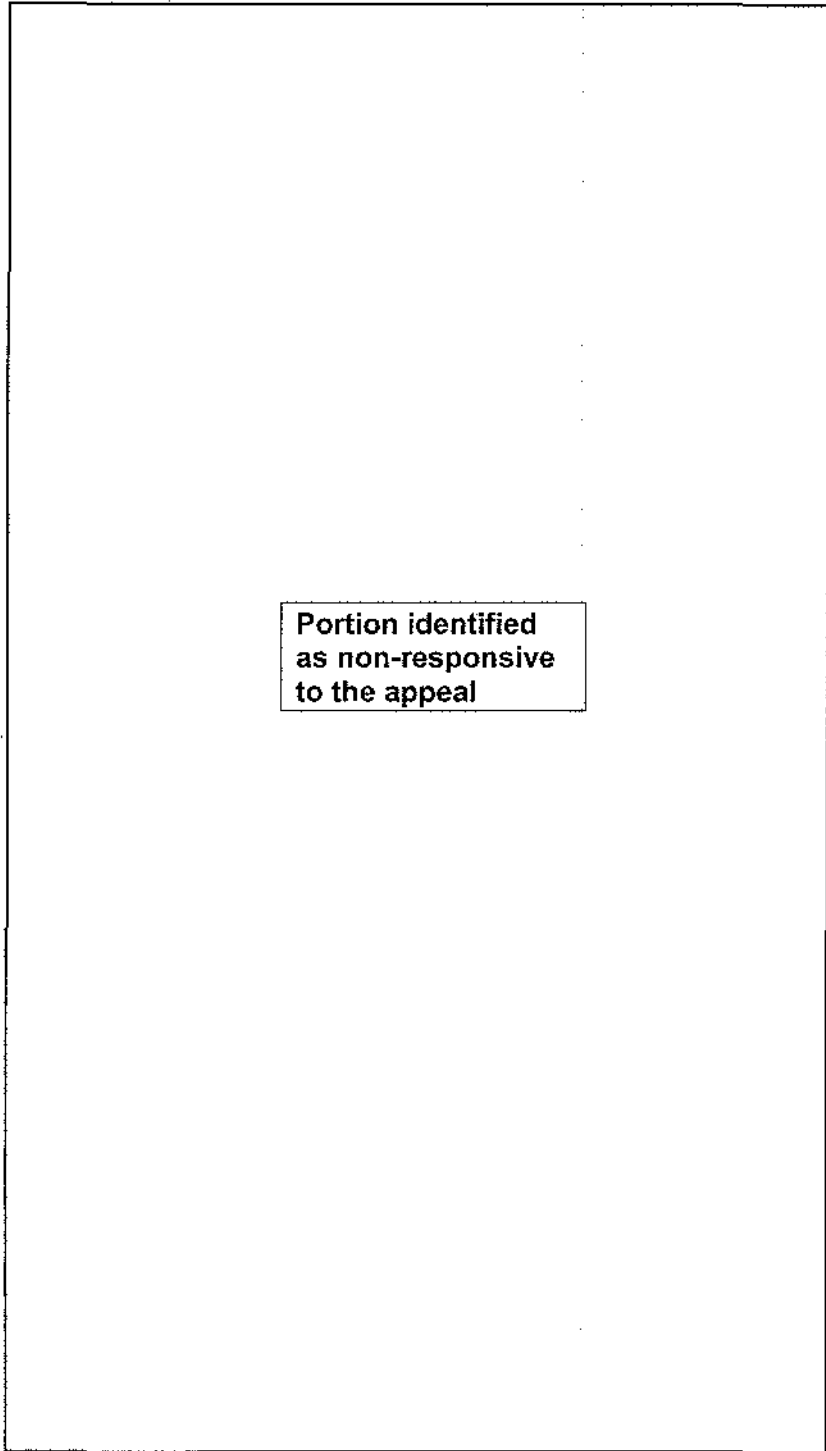 Portion identified
as non-responsive
to the appeal